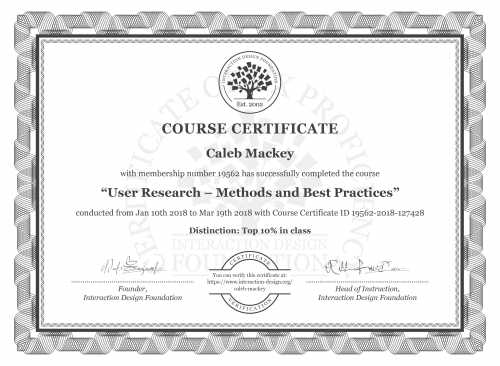 INTERACTION DESIGN FOUNDATION
Est. 2002
CERTIFICATE OF PROFICIENCY
COURSE CERTIFICATE
Caleb Mackey
with membership number 19562 has successfully completed the course
“User Research – Methods and Best Practices”
conducted from Jan 10th 2018 to Mar 19th 2018 with Course Certificate ID 19562-2018-127428
Distinction: Top 10% in class
INTERACTION DESIGN
FOUNDATION
CERTIFICATE
You can verify this certificate at:
https://www.interaction-design.org/
caleb-mackey
CERTIFICATION
Founder,
Interaction Design Foundation
Head of Instruction,
Interaction Design Foundation